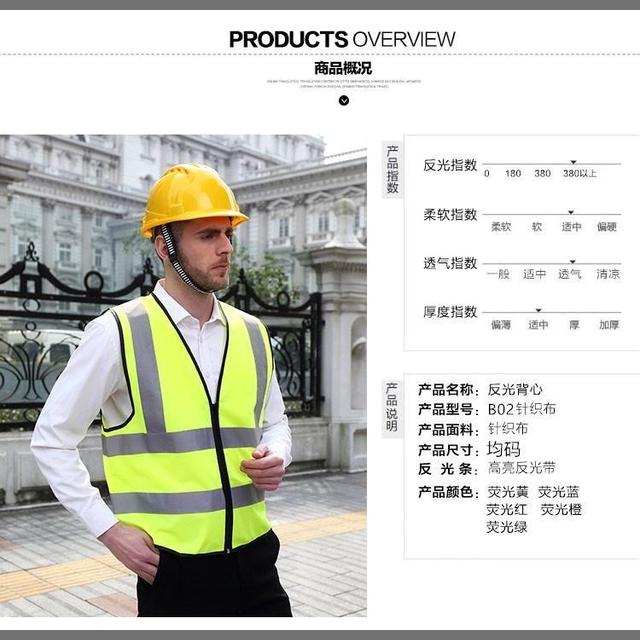 PRODUCTS OVERVIEW
商品概况
产品指数
反光指数
0 180 380 380以上
柔软指数
柔软 软 适中 偏硬
透气指数
一般 适中 透气 清凉
厚度指数
偏薄 适中 厚 加厚
产品说明
产品名称: 反光背心
产品型号: B02针织布
产品面料: 针织布
产品尺寸: 均码
反 光 条: 高亮反光带
产品颜色: 荧光黄 荧光蓝
荧光红 荧光橙
荧光绿